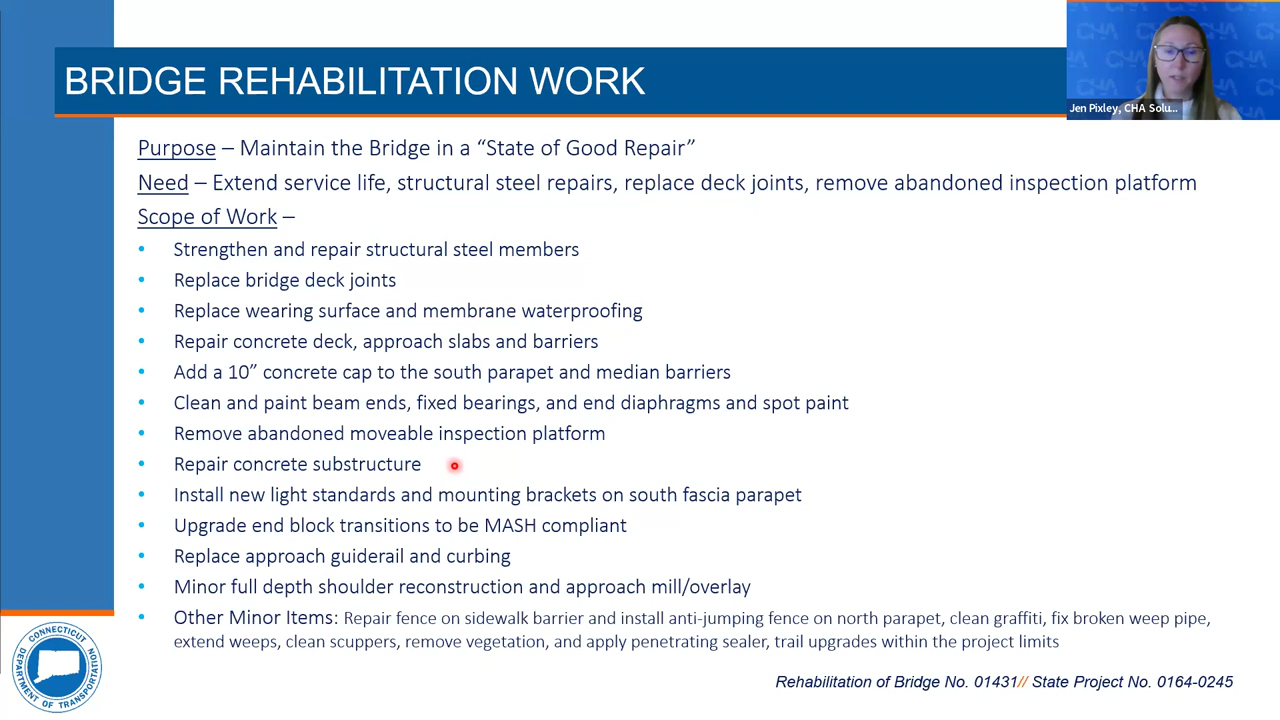 BRIDGE REHABILITATION WORK
Jen Pixley, CHA Solu...
Purpose – Maintain the Bridge in a “State of Good Repair”
Need – Extend service life, structural steel repairs, replace deck joints, remove abandoned inspection platform
Scope of Work –
• Strengthen and repair structural steel members
• Replace bridge deck joints
• Replace wearing surface and membrane waterproofing
• Repair concrete deck, approach slabs and barriers
• Add a 10” concrete cap to the south parapet and median barriers
• Clean and paint beam ends, fixed bearings, and end diaphragms and spot paint
• Remove abandoned moveable inspection platform
• Repair concrete substructure
• Install new light standards and mounting brackets on south fascia parapet
• Upgrade end block transitions to be MASH compliant
• Replace approach guiderail and curbing
• Minor full depth shoulder reconstruction and approach mill/overlay
• Other Minor Items: Repair fence on sidewalk barrier and install anti-jumping fence on north parapet, clean graffiti, fix broken weep pipe,
extend weeps, clean scuppers, remove vegetation, and apply penetrating sealer, trail upgrades within the project limits
CONNECTICUT
DEPARTMENT OF TRANSPORTATION
Rehabilitation of Bridge No. 01431// State Project No. 0164-0245
CHA